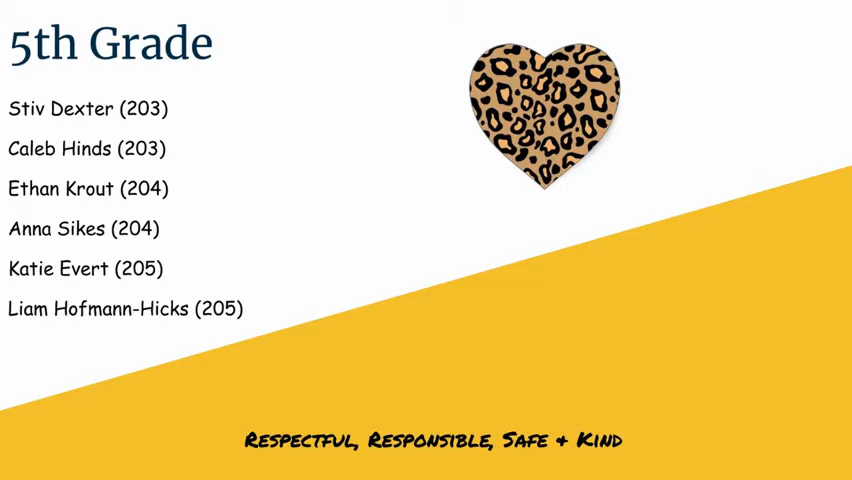 5th Grade
Stiv Dexter (203)
Caleb Hinds (203)
Ethan Krout (204)
Anna Sikes (204)
Katie Evert (205)
Liam Hofmann-Hicks (205)
Respectful, Responsible, Safe & Kind